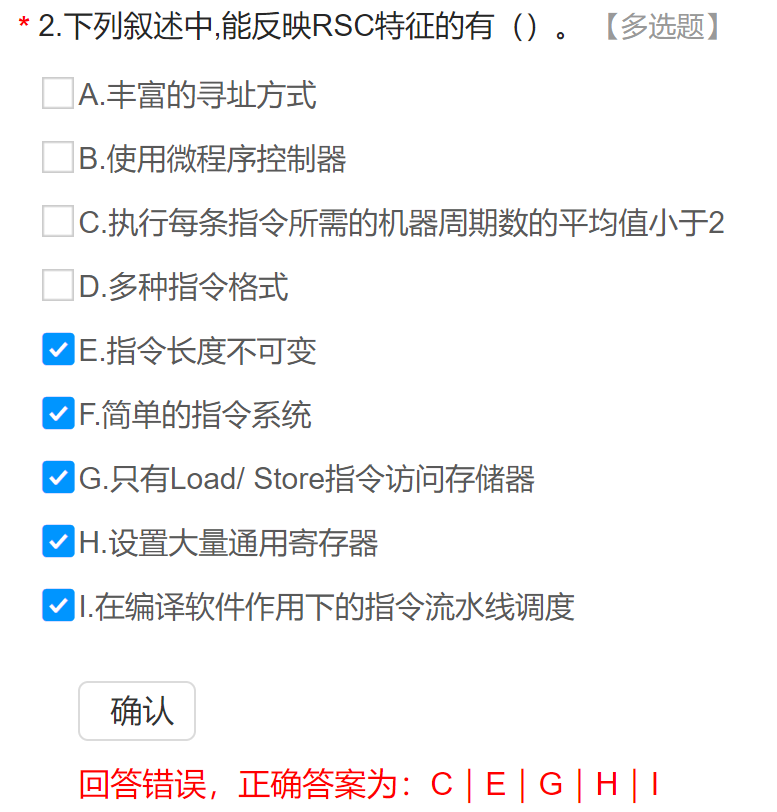 * 2.下列叙述中,能反映RSC特征的有（）。 【多选题】
A.丰富的寻址方式
B.使用微程序控制器
C.执行每条指令所需的机器周期数的平均值小于2
D.多种指令格式
E.指令长度不可变
F.简单的指令系统
G.只有Load/ Store指令访问存储器
H.设置大量通用寄存器
I.在编译软件作用下的指令流水线调度
确认
回答错误，正确答案为：C | E | G | H | I